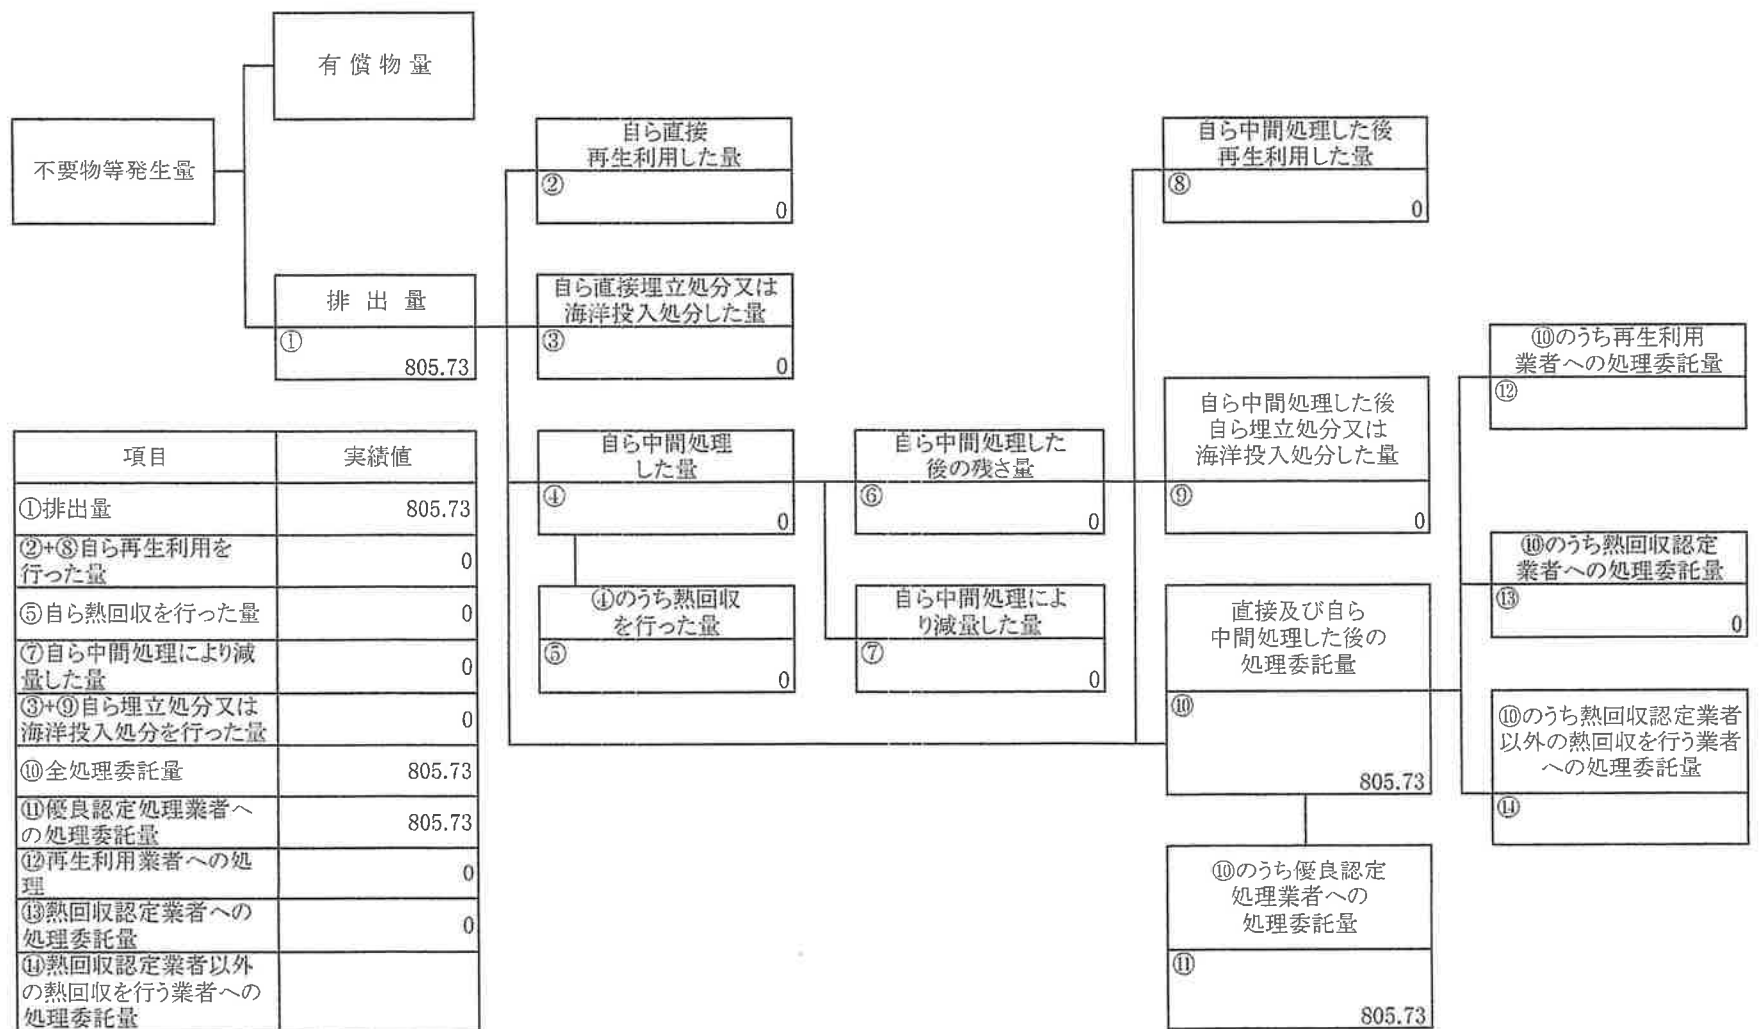 有 償 物 量
不要物等発生量
排 出 量
①
805.73
自ら直接
再生利用した量
②
0
自ら直接埋立処分又は
海洋投入処分した量
③
0
自ら中間処理
した量
④
0
④のうち熱回収
を行った量
⑤
0
自ら中間処理した
後の残さ量
⑥
0
自ら中間処理によ
り減量した量
⑦
0
自ら中間処理した後
再生利用した量
⑧
0
自ら中間処理した後
自ら埋立処分又は
海洋投入処分した量
⑨
0
直接及び自ら
中間処理した後の
処理委託量
⑩
805.73
⑩のうち優良認定
処理業者への
処理委託量
⑪
805.73
⑩のうち再生利用
業者への処理委託量
⑫
⑩のうち熱回収認定
業者への処理委託量
⑬
0
⑩のうち熱回収認定業者
以外の熱回収を行う業者
への処理委託量
⑭
項目 実績値
①排出量 805.73
②+⑧自ら再生利用を
行った量 0
⑤自ら熱回収を行った量 0
⑦自ら中間処理により減
量した量 0
③+⑨自ら埋立処分又は
海洋投入処分を行った量 0
⑩全処理委託量 805.73
⑪優良認定処理業者へ
の処理委託量 805.73
⑫再生利用業者への処
理 0
⑬熱回収認定業者への
処理委託量 0
⑭熱回収認定業者以外
の熱回収を行う業者への
処理委託量